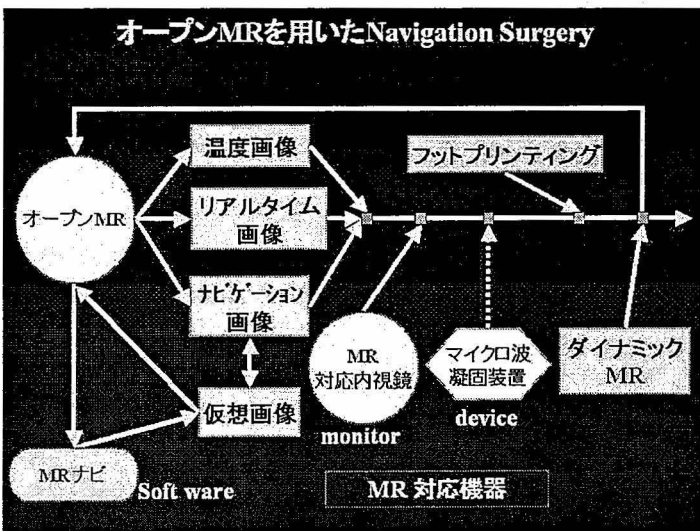 オープンMRを用いたNavigation Surgery
温度画像
フットプリンティング
オープンMR
リアルタイム
画像
ナビゲーション
画像
MR
対応内視鏡
マイクロ波
凝固装置
ダイナミック
MR
仮想画像
monitor
device
MRナビ
Soft ware
MR 対応機器